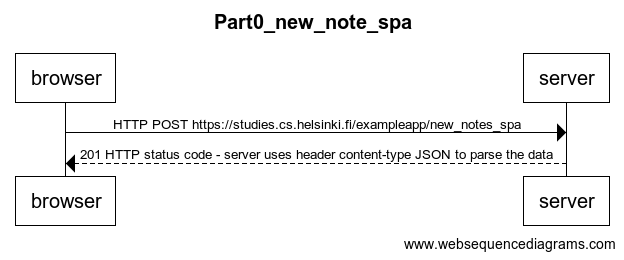 Part0_new_note_spa
browser
server
HTTP POST https://studies.cs.helsinki.fi/exampleapp/new_notes_spa
201 HTTP status code - server uses header content-type JSON to parse the data
browser
server
www.websequencediagrams.com